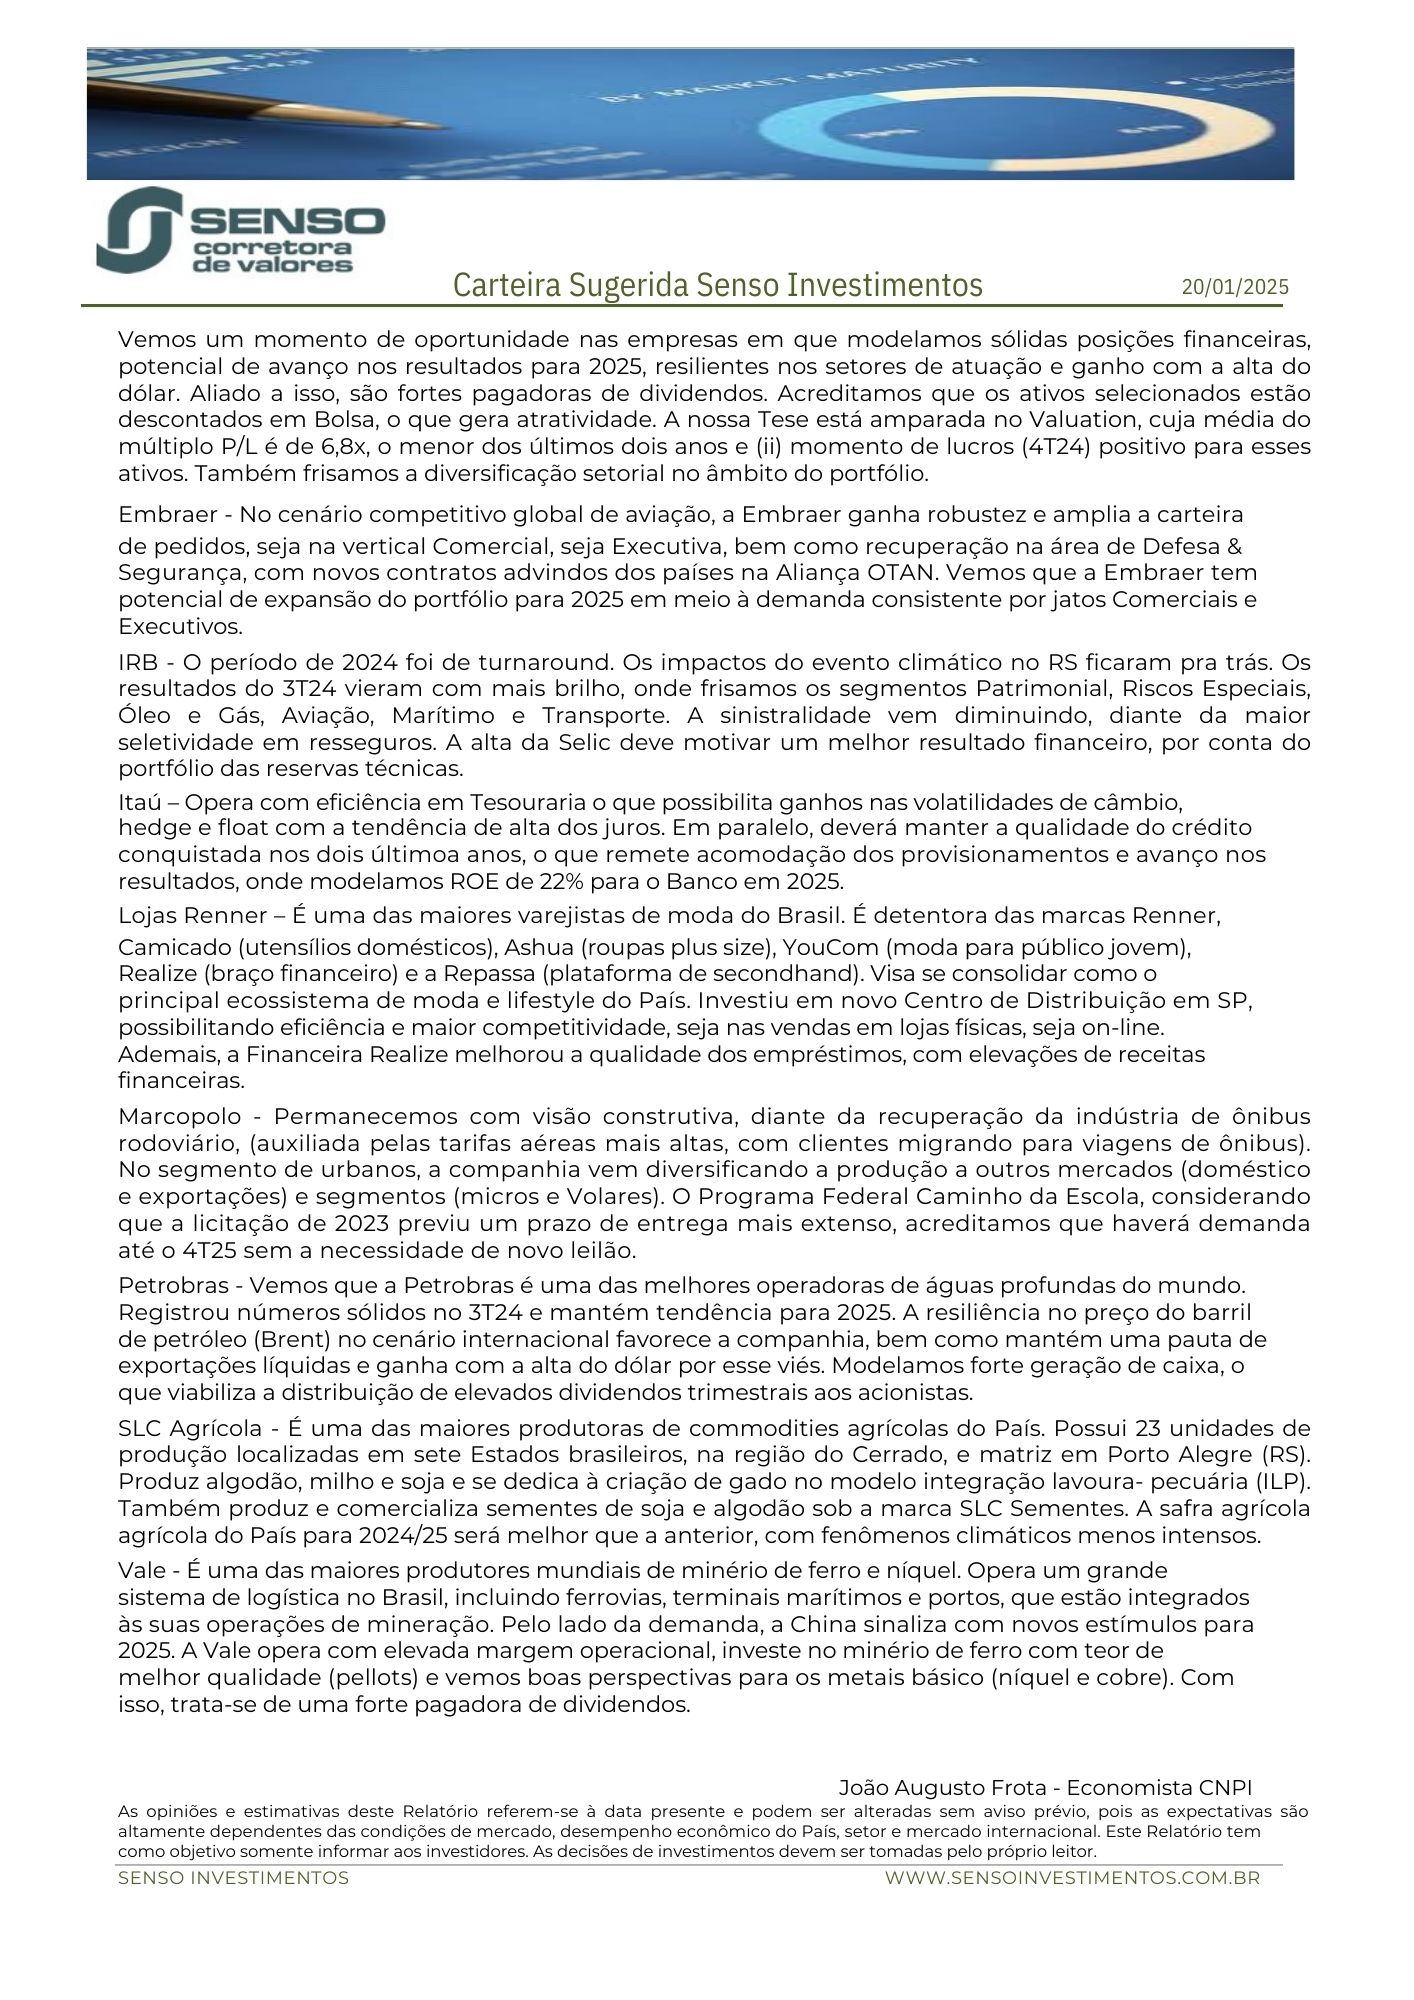 BY MARKET MATURITY
REGION
SENSO
corretora
de valores
Carteira Sugerida Senso Investimentos
20/01/2025
Vemos um momento de oportunidade nas empresas em que modelamos sólidas posições financeiras,
potencial de avanço nos resultados para 2025, resilientes nos setores de atuação e ganho com a alta do
dólar. Aliado a isso, são fortes pagadoras de dividendos. Acreditamos que os ativos selecionados estão
descontados em Bolsa, o que gera atratividade. A nossa Tese está amparada no Valuation, cuja média do
múltiplo P/L é de 6,8x, o menor dos últimos dois anos e (ii) momento de lucros (4T24) positivo para esses
ativos. Também frisamos a diversificação setorial no âmbito do portfólio.
Embraer - No cenário competitivo global de aviação, a Embraer ganha robustez e amplia a carteira
de pedidos, seja na vertical Comercial, seja Executiva, bem como recuperação na área de Defesa &
Segurança, com novos contratos advindos dos países na Aliança OTAN. Vemos que a Embraer tem
potencial de expansão do portfólio para 2025 em meio à demanda consistente por jatos Comerciais e
Executivos.
IRB - O período de 2024 foi de turnaround. Os impactos do evento climático no RS ficaram pra trás. Os
resultados do 3T24 vieram com mais brilho, onde frisamos os segmentos Patrimonial, Riscos Especiais,
Óleo e Gás, Aviação, Marítimo e Transporte. A sinistralidade vem diminuindo, diante da maior
seletividade em resseguros. A alta da Selic deve motivar um melhor resultado financeiro, por conta do
portfólio das reservas técnicas.
Itaú – Opera com eficiência em Tesouraria o que possibilita ganhos nas volatilidades de câmbio,
hedge e float com a tendência de alta dos juros. Em paralelo, deverá manter a qualidade do crédito
conquistada nos dois últimoa anos, o que remete acomodação dos provisionamentos e avanço nos
resultados, onde modelamos ROE de 22% para o Banco em 2025.
Lojas Renner – É uma das maiores varejistas de moda do Brasil. É detentora das marcas Renner,
Camicado (utensílios domésticos), Ashua (roupas plus size), YouCom (moda para público jovem),
Realize (braço financeiro) e a Repassa (plataforma de secondhand). Visa se consolidar como o
principal ecossistema de moda e lifestyle do País. Investiu em novo Centro de Distribuição em SP,
possibilitando eficiência e maior competitividade, seja nas vendas em lojas físicas, seja on-line.
Ademais, a Financeira Realize melhorou a qualidade dos empréstimos, com elevações de receitas
financeiras.
Marcopolo - Permanecemos com visão construtiva, diante da recuperação da indústria de ônibus
rodoviário, (auxiliada pelas tarifas aéreas mais altas, com clientes migrando para viagens de ônibus).
No segmento de urbanos, a companhia vem diversificando a produção a outros mercados (doméstico
e exportações) e segmentos (micros e Volares). O Programa Federal Caminho da Escola, considerando
que a licitação de 2023 previu um prazo de entrega mais extenso, acreditamos que haverá demanda
até o 4T25 sem a necessidade de novo leilão.
Petrobras - Vemos que a Petrobras é uma das melhores operadoras de águas profundas do mundo.
Registrou números sólidos no 3T24 e mantém tendência para 2025. A resiliência no preço do barril
de petróleo (Brent) no cenário internacional favorece a companhia, bem como mantém uma pauta de
exportações líquidas e ganha com a alta do dólar por esse viés. Modelamos forte geração de caixa, o
que viabiliza a distribuição de elevados dividendos trimestrais aos acionistas.
SLC Agrícola - É uma das maiores produtoras de commodities agrícolas do País. Possui 23 unidades de
produção localizadas em sete Estados brasileiros, na região do Cerrado, e matriz em Porto Alegre (RS).
Produz algodão, milho e soja e se dedica à criação de gado no modelo integração lavoura- pecuária (ILP).
Também produz e comercializa sementes de soja e algodão sob a marca SLC Sementes. A safra agrícola
agrícola do País para 2024/25 será melhor que a anterior, com fenômenos climáticos menos intensos.
Vale - É uma das maiores produtores mundiais de minério de ferro e níquel. Opera um grande
sistema de logística no Brasil, incluindo ferrovias, terminais marítimos e portos, que estão integrados
às suas operações de mineração. Pelo lado da demanda, a China sinaliza com novos estímulos para
2025. A Vale opera com elevada margem operacional, investe no minério de ferro com teor de
melhor qualidade (pellots) e vemos boas perspectivas para os metais básico (níquel e cobre). Com
isso, trata-se de uma forte pagadora de dividendos.
João Augusto Frota - Economista CNPI
As opiniões e estimativas deste Relatório referem-se à data presente e podem ser alteradas sem aviso prévio, pois as expectativas são
altamente dependentes das condições de mercado, desempenho econômico do País, setor e mercado internacional. Este Relatório tem
como objetivo somente informar aos investidores. As decisões de investimentos devem ser tomadas pelo próprio leitor.
SENSO INVESTIMENTOS
WWW.SENSOINVESTIMENTOS.COM.BR